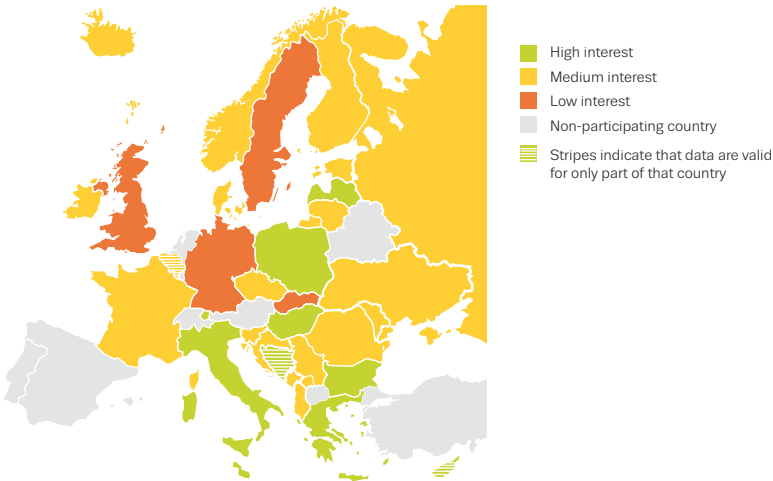 High interest
Medium interest
Low interest
Non-participating country
Stripes indicate that data are valid
for only part of that country